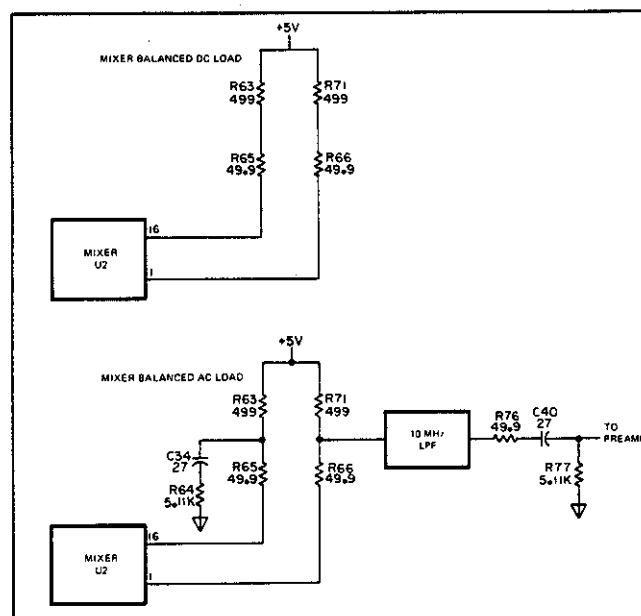 +5V
MIXER BALANCED DC LOAD
R63
499
R71
499
R65
49.9
R66
49.9
MIXER
U2
16
1
+5V
MIXER BALANCED AC LOAD
R63
499
R71
499
C34
27
R65
49.9
R66
49.9
R64
5.11K
10 MHz
LPF
R76
49.9
C40
27
TO
PREAMP
R77
5.11K
MIXER
U2
16
1